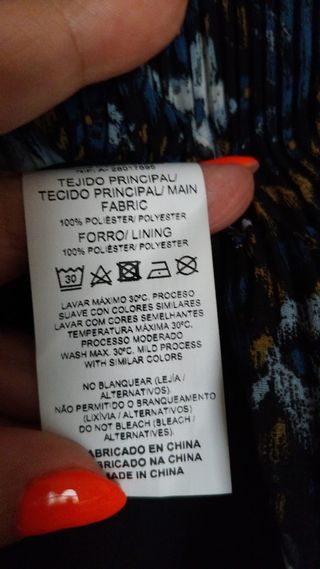 NIF: A- 28017895
TEJIDO PRINCIPAL/
TECIDO PRINCIPAL/ MAIN
FABRIC
100% POLIÉSTER/ POLYESTER
FORRO/ LINING
100% POLIÉSTER/ POLYESTER
30
LAVAR MÁXIMO 30ºC, PROCESO
SUAVE CON COLORES SIMILARES
LAVAR COM CORES SEMELHANTES
TEMPERATURA MÁXIMA 30ºC.
PROCESSO MODERADO
WASH MAX. 30ºC. MILD PROCESS
WITH SIMILAR COLORS
NO BLANQUEAR (LEJÍA /
ALTERNATIVOS).
NÃO PERMITIDO O BRANQUEAMENTO
(LIXÍVIA / ALTERNATIVOS)
DO NOT BLEACH (BLEACH /
ALTERNATIVES).
FABRICADO EN CHINA
FABRICADO NA CHINA
MADE IN CHINA